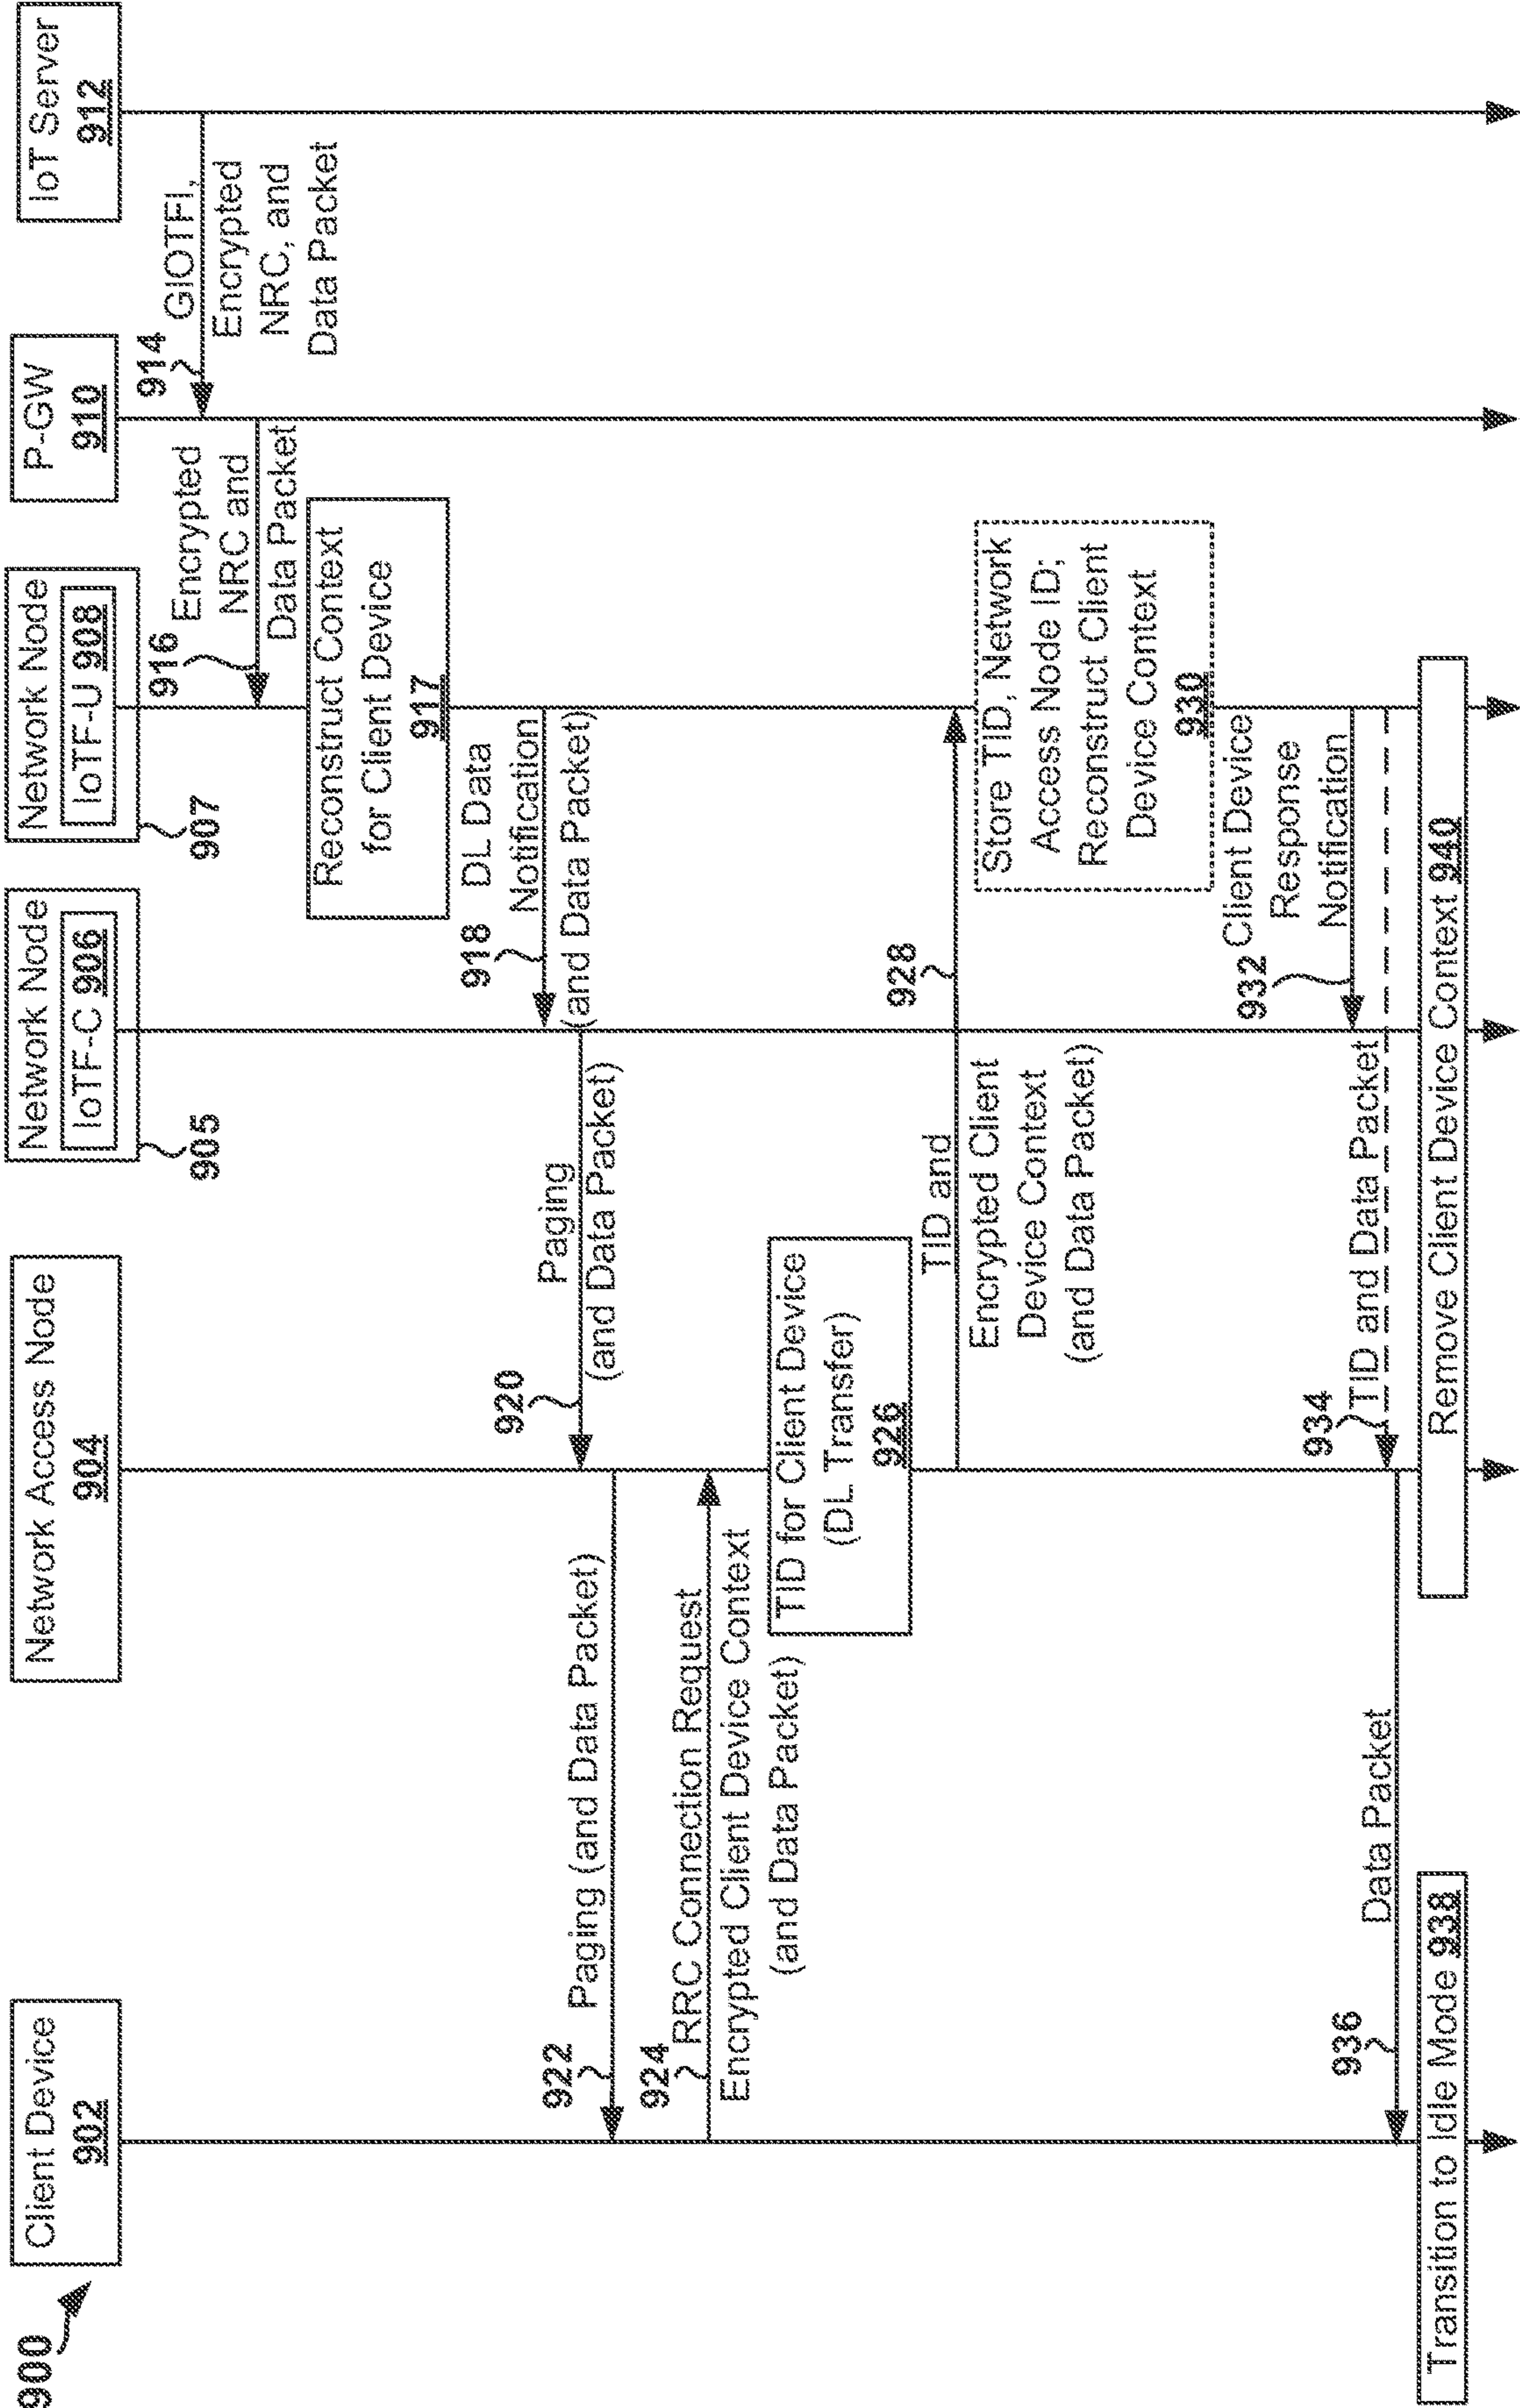 900
Client Device
902
Network Access Node
904
Network Node
IoTF-C 906
905
Network Node
IoTF-U 908
907
P-GW
910
IoT Server
912
914
GIOTFI,
Encrypted
NRC, and
Data Packet
916
Encrypted
NRC and
Data Packet
Reconstruct Context
for Client Device
917
918
DL Data
Notification
(and Data Packet)
920
Paging
(and Data Packet)
922
Paging (and Data Packet)
924
RRC Connection Request
Encrypted Client Device Context
(and Data Packet)
TID for Client Device
(DL Transfer)
926
928
TID and
Encrypted Client
Device Context
(and Data Packet)
Store TID, Network
Access Node ID;
Reconstruct Client
Device Context
930
932
Client Device
Response
Notification
934
TID and Data Packet
936
Data Packet
Transition to Idle Mode 938
Remove Client Device Context 940